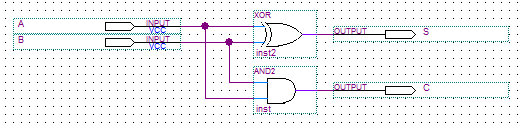 XOR
A INPUT VCC
OUTPUT S
B INPUT VCC
inst2
AND2
OUTPUT C
inst